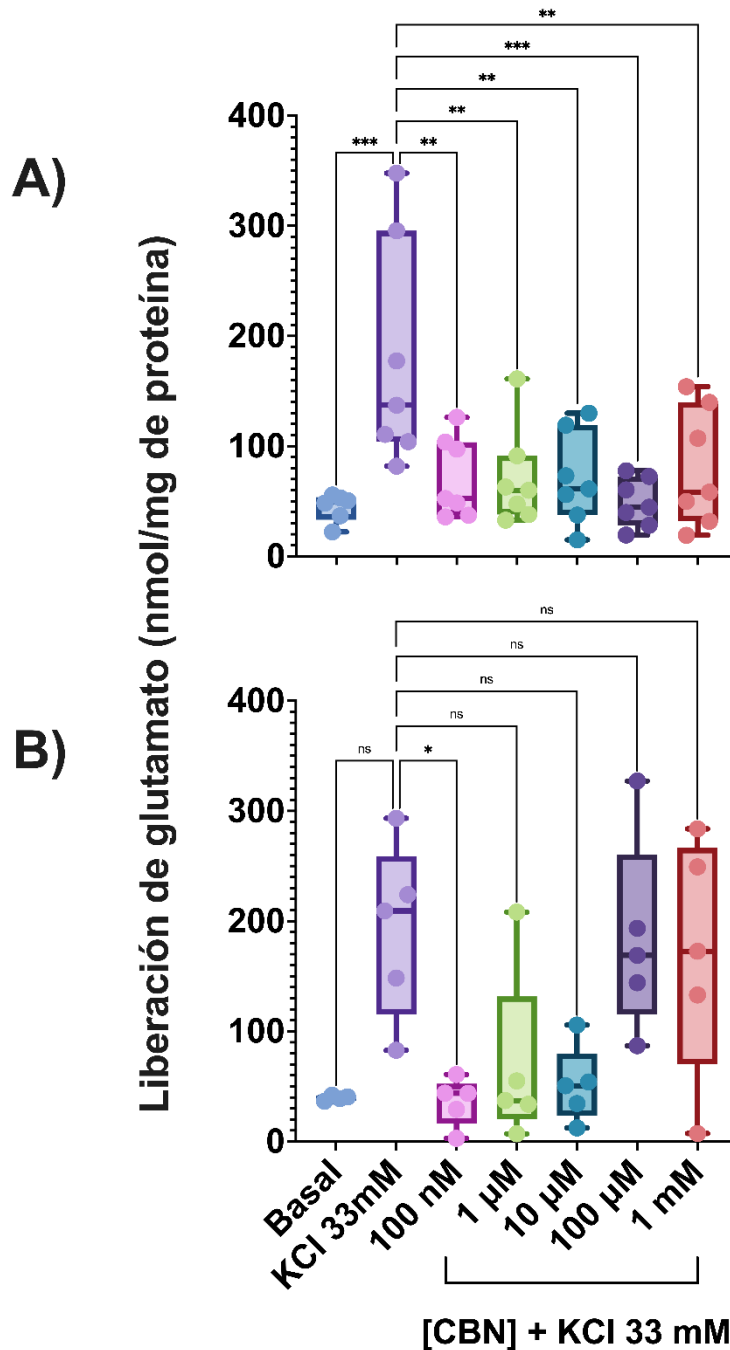 A)
**
***
**
**
***
**
400
300
200
100
0
Liberación de glutamato (nmol/mg de proteína)
B)
ns
ns
ns
ns
ns
*
400
300
200
100
0
Basal
KCl 33mM
100 nM
1 µM
10 µM
100 µM
1 mM
[CBN] + KCl 33 mM